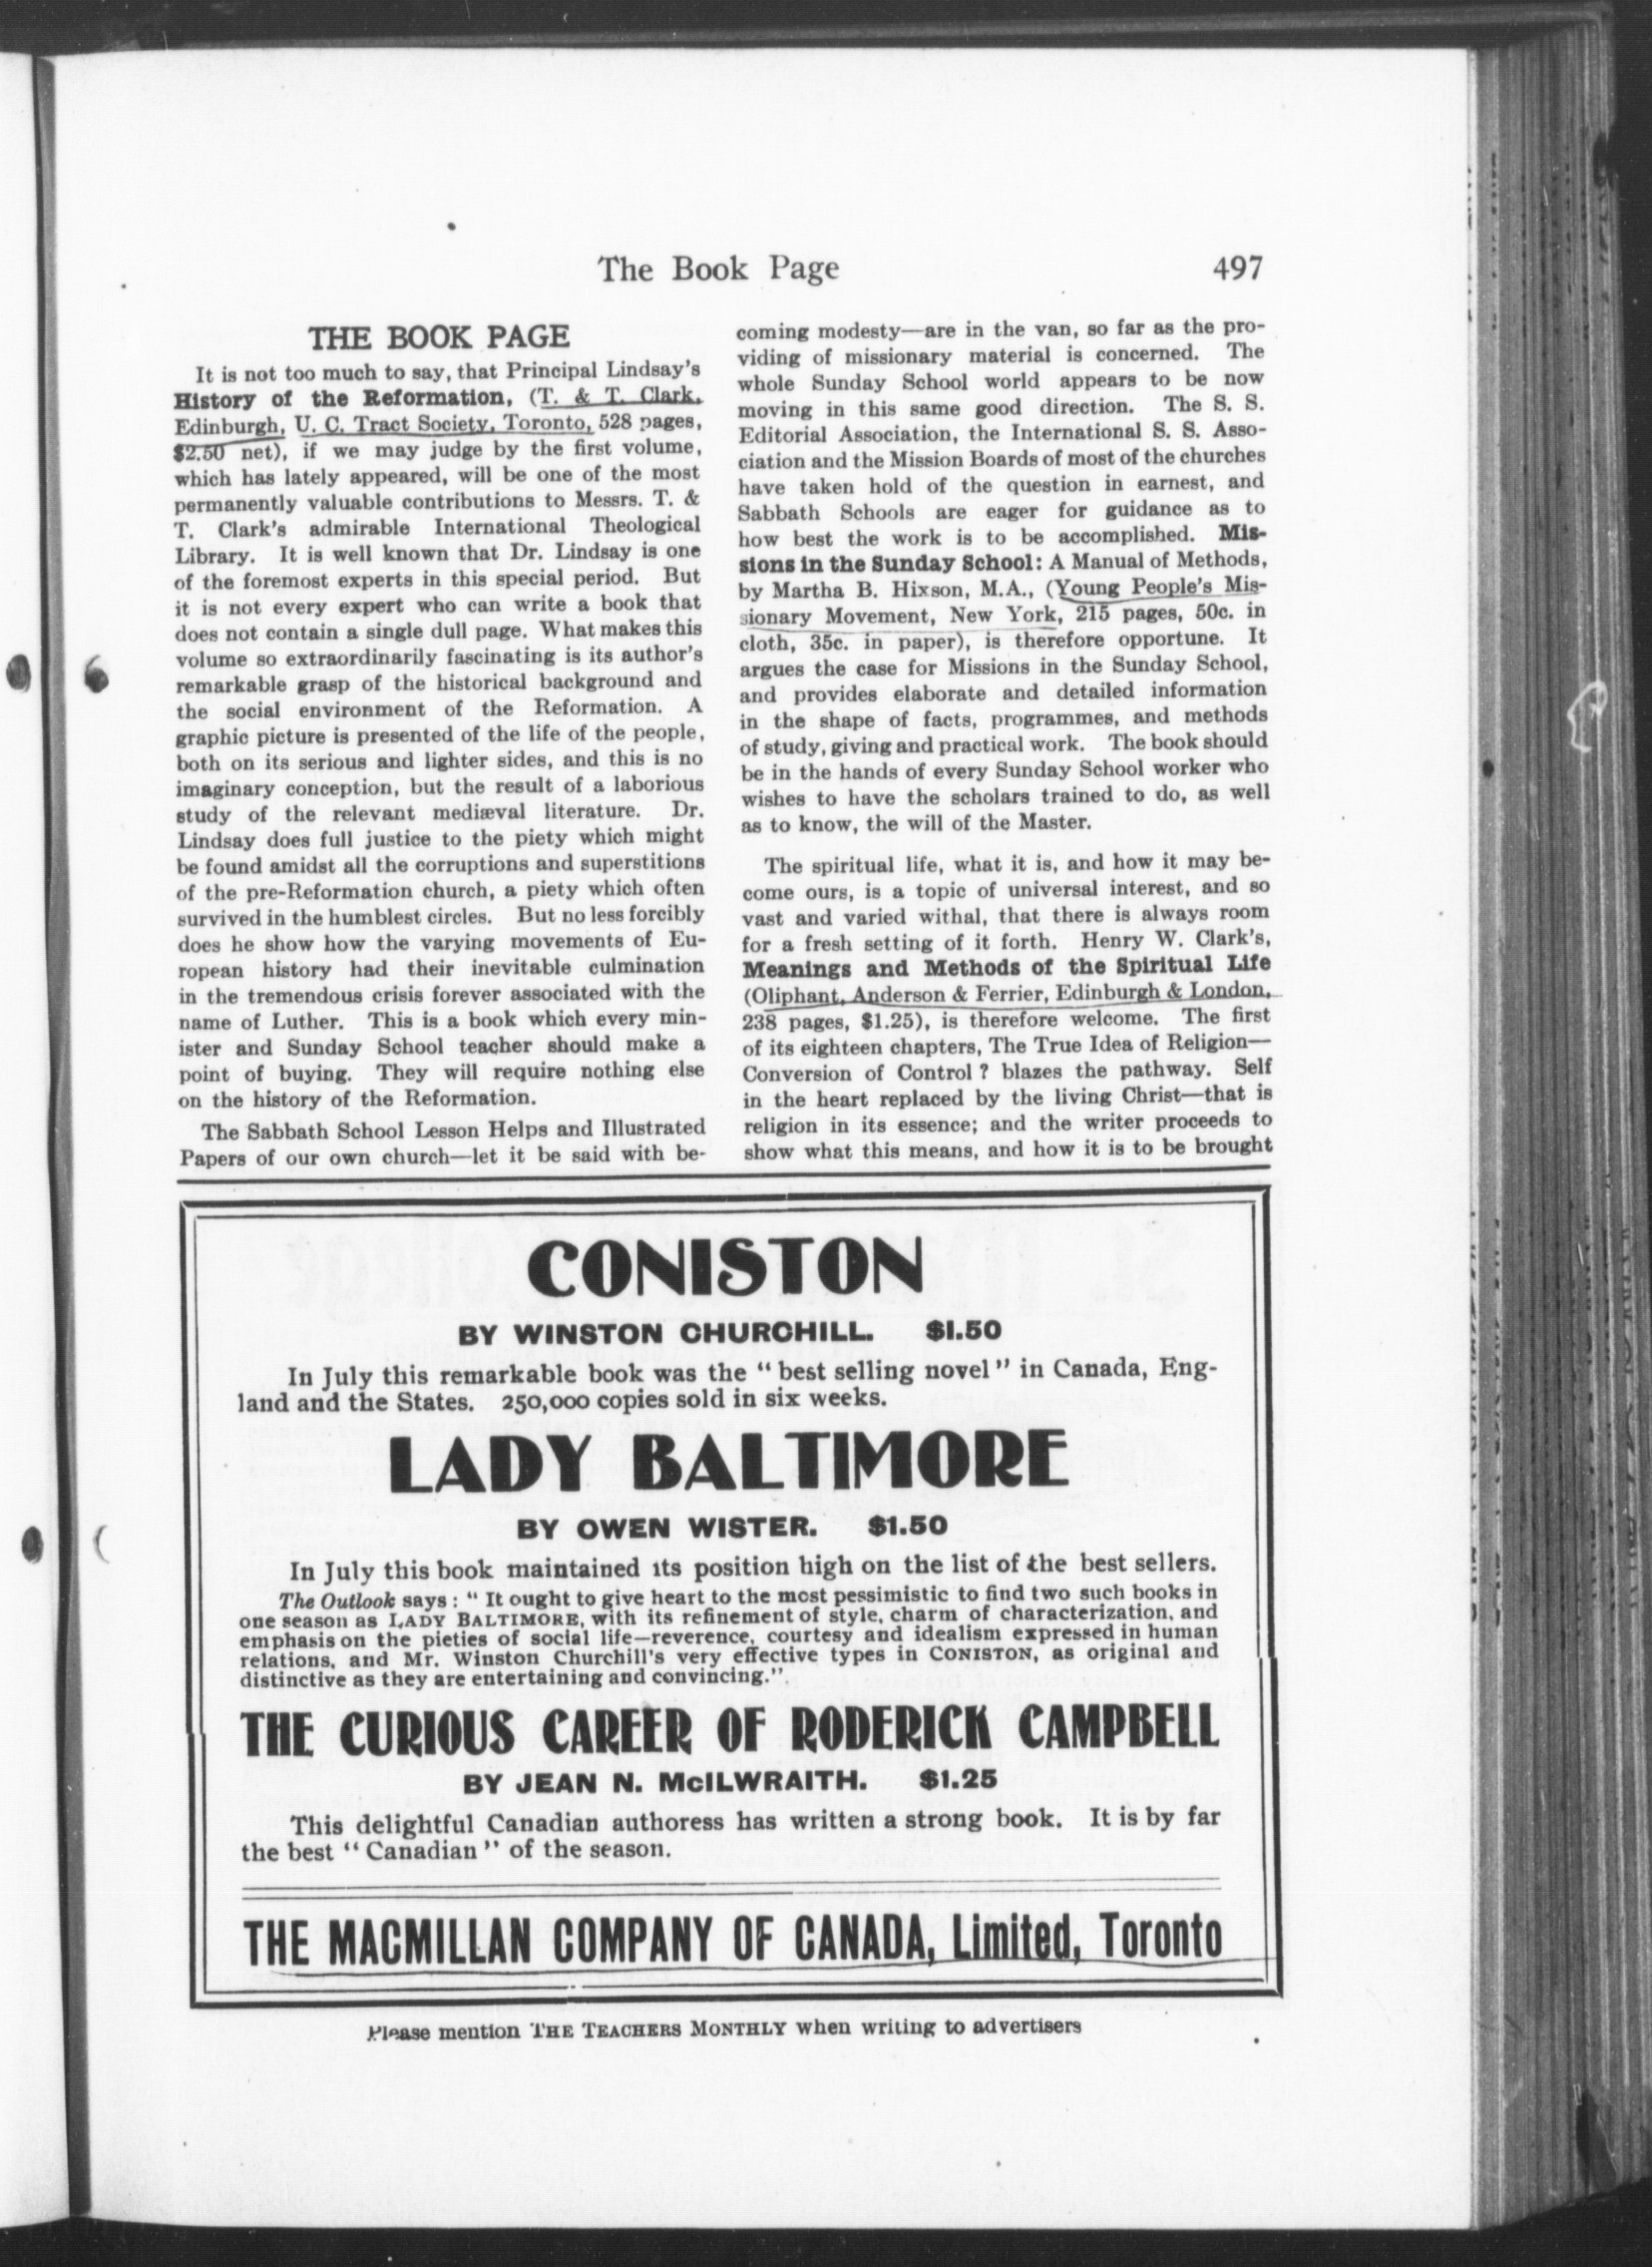 The Book Page 497
THE BOOK PAGE
It is not too much to say, that Principal Lindsay's
History of the Reformation, (T. & T. Clark,
Edinburgh, U. C. Tract Society, Toronto, 528 pages,
$2.50 net), if we may judge by the first volume,
which has lately appeared, will be one of the most
permanently valuable contributions to Messrs. T. &
T. Clark's admirable International Theological
Library. It is well known that Dr. Lindsay is one
of the foremost experts in this special period. But
it is not every expert who can write a book that
does not contain a single dull page. What makes this
volume so extraordinarily fascinating is its author's
remarkable grasp of the historical background and
the social environment of the Reformation. A
graphic picture is presented of the life of the people,
both on its serious and lighter sides, and this is no
imaginary conception, but the result of a laborious
study of the relevant mediæval literature. Dr.
Lindsay does full justice to the piety which might
be found amidst all the corruptions and superstitions
of the pre-Reformation church, a piety which often
survived in the humblest circles. But no less forcibly
does he show how the varying movements of Eu-
ropean history had their inevitable culmination
in the tremendous crisis forever associated with the
name of Luther. This is a book which every min-
ister and Sunday School teacher should make a
point of buying. They will require nothing else
on the history of the Reformation.
The Sabbath School Lesson Helps and Illustrated
Papers of our own church—let it be said with be-
coming modesty—are in the van, so far as the pro-
viding of missionary material is concerned. The
whole Sunday School world appears to be now
moving in this same good direction. The S. S.
Editorial Association, the International S. S. Asso-
ciation and the Mission Boards of most of the churches
have taken hold of the question in earnest, and
Sabbath Schools are eager for guidance as to
how best the work is to be accomplished. Mis-
sions in the Sunday School: A Manual of Methods,
by Martha B. Hixson, M.A., (Young People's Mis-
sionary Movement, New York, 215 pages, 50c. in
cloth, 35c. in paper), is therefore opportune. It
argues the case for Missions in the Sunday School,
and provides elaborate and detailed information
in the shape of facts, programmes, and methods
of study, giving and practical work. The book should
be in the hands of every Sunday School worker who
wishes to have the scholars trained to do, as well
as to know, the will of the Master.
The spiritual life, what it is, and how it may be-
come ours, is a topic of universal interest, and so
vast and varied withal, that there is always room
for a fresh setting of it forth. Henry W. Clark's,
Meanings and Methods of the Spiritual Life
(Oliphant, Anderson & Ferrier, Edinburgh & London,
238 pages, $1.25), is therefore welcome. The first
of its eighteen chapters, The True Idea of Religion—
Conversion of Control? blazes the pathway. Self
in the heart replaced by the living Christ—that is
religion in its essence; and the writer proceeds to
show what this means, and how it is to be brought
CONISTON
BY WINSTON CHURCHILL. $1.50
In July this remarkable book was the "best selling novel" in Canada, Eng-
land and the States. 250,000 copies sold in six weeks.
LADY BALTIMORE
BY OWEN WISTER. $1.50
In July this book maintained its position high on the list of the best sellers.
The Outlook says: "It ought to give heart to the most pessimistic to find two such books in
one season as LADY BALTIMORE, with its refinement of style, charm of characterization, and
emphasis on the pieties of social life—reverence, courtesy and idealism expressed in human
relations, and Mr. Winston Churchill's very effective types in CONISTON, as original and
distinctive as they are entertaining and convincing."
THE CURIOUS CAREER OF RODERICK CAMPBELL
BY JEAN N. McILWRAITH. $1.25
This delightful Canadian authoress has written a strong book. It is by far
the best "Canadian" of the season.
THE MACMILLAN COMPANY OF CANADA, Limited, Toronto
Please mention THE TEACHERS MONTHLY when writing to advertisers